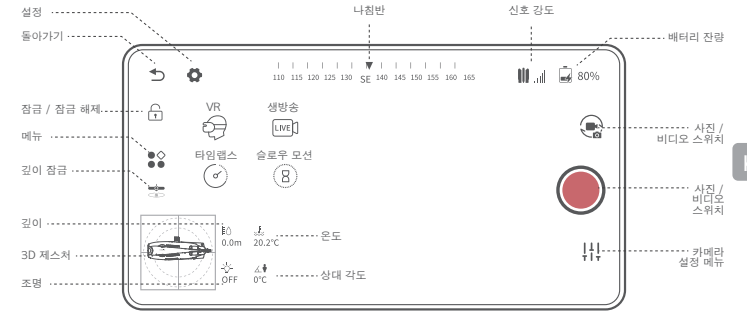 설정
나침반
신호 강도
돌아가기
배터리 잔량
110 115 120 125 130 SE 140 145 150 155 160 165
80%
잠금 / 잠금 해제
VR
생방송
LIVE
메뉴
사진 /
비디오 스위치
타임랩스
슬로우 모션
깊이 잠금
사진 /
비디오
스위치
깊이
0.0m
20.2°C
온도
3D 제스처
카메라
설정 메뉴
조명
OFF
0°C
상대 각도